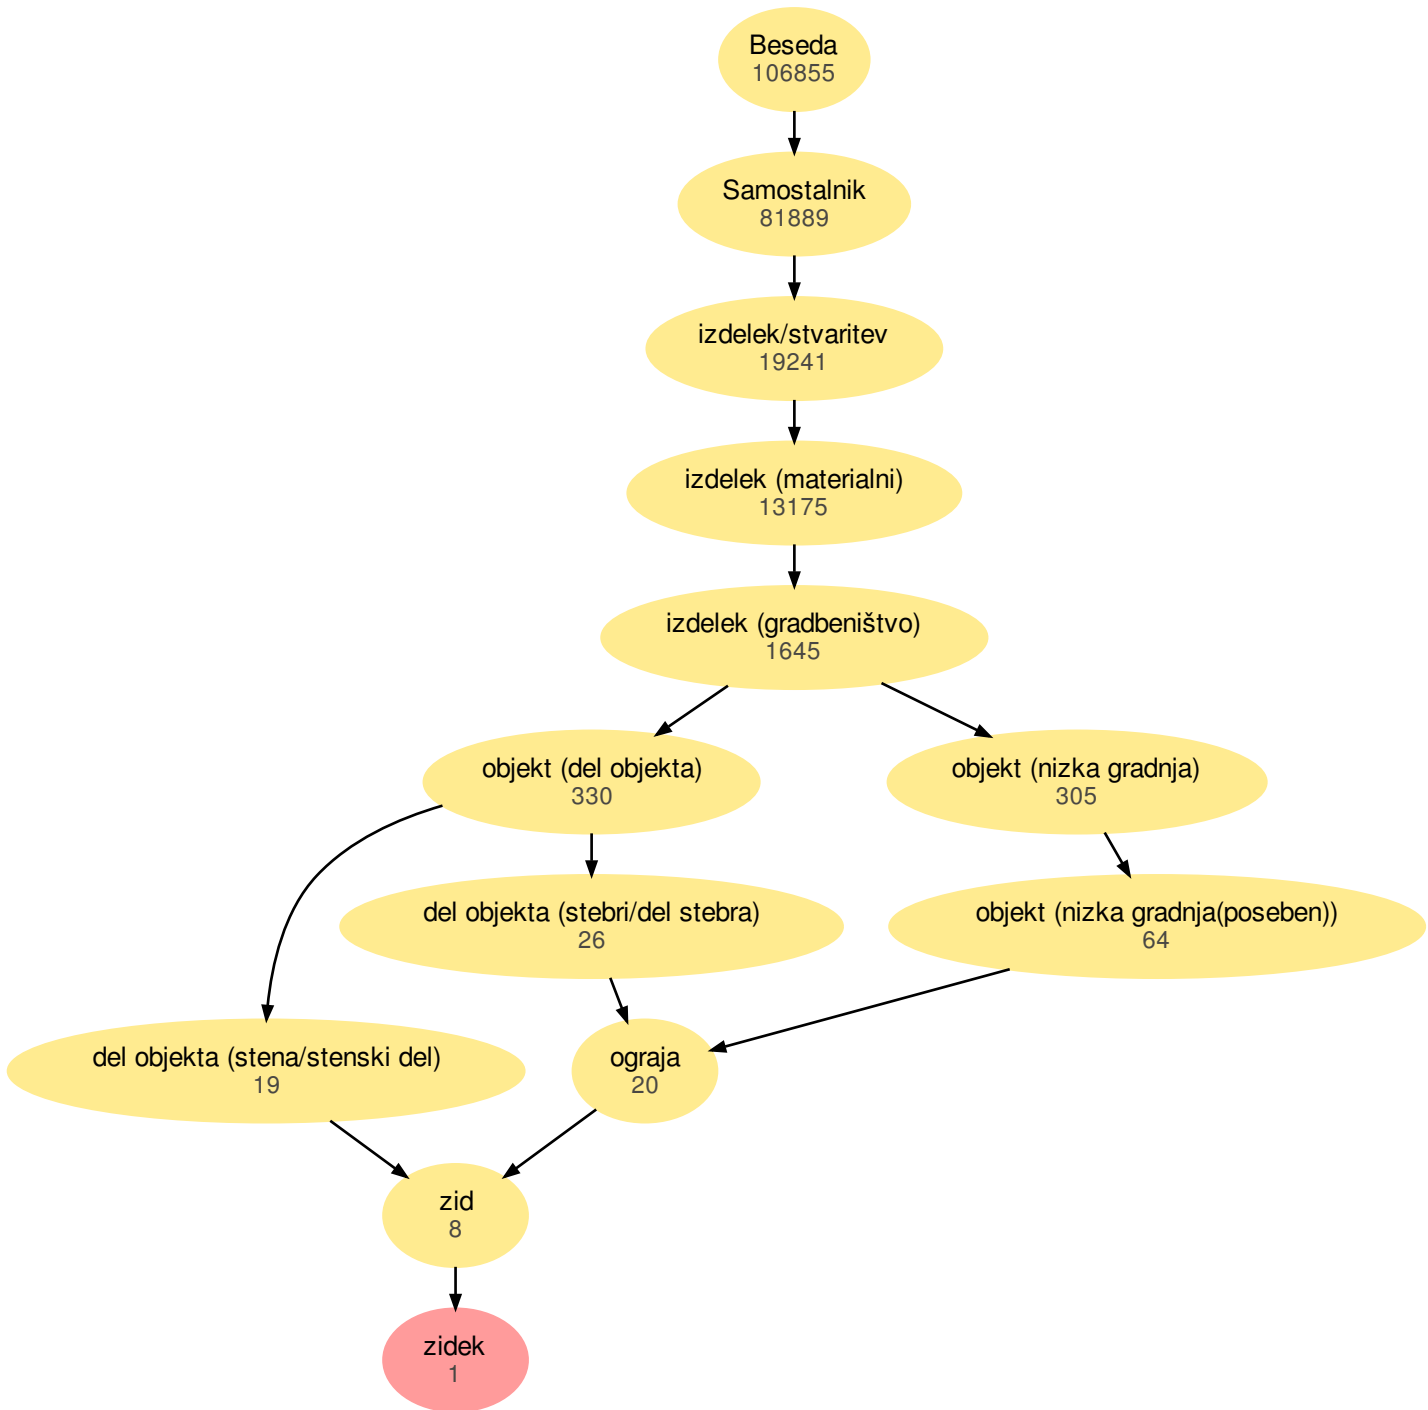 Beseda
106855
Samostalnik
81889
izdelek/stvaritev
19241
izdelek (materialni)
13175
izdelek (gradbeništvo)
1645
objekt (del objekta)
330
objekt (nizka gradnja)
305
del objekta (stebri/del stebra)
26
objekt (nizka gradnja(poseben))
64
del objekta (stena/stenski del)
19
ograja
20
zid
8
zidek
1